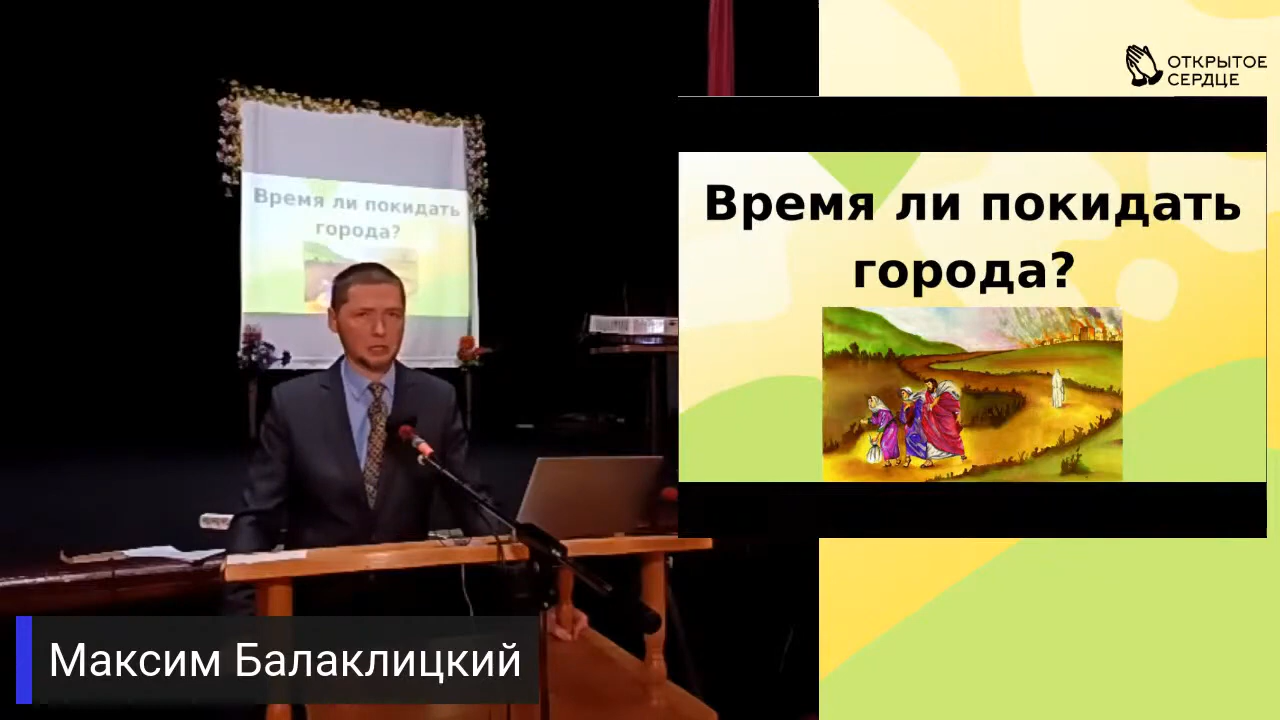 ОТКРЫТОЕ
СЕРДЦЕ
Время ли покидать
города?
Время ли покидать
города?
Максим Балаклицкий